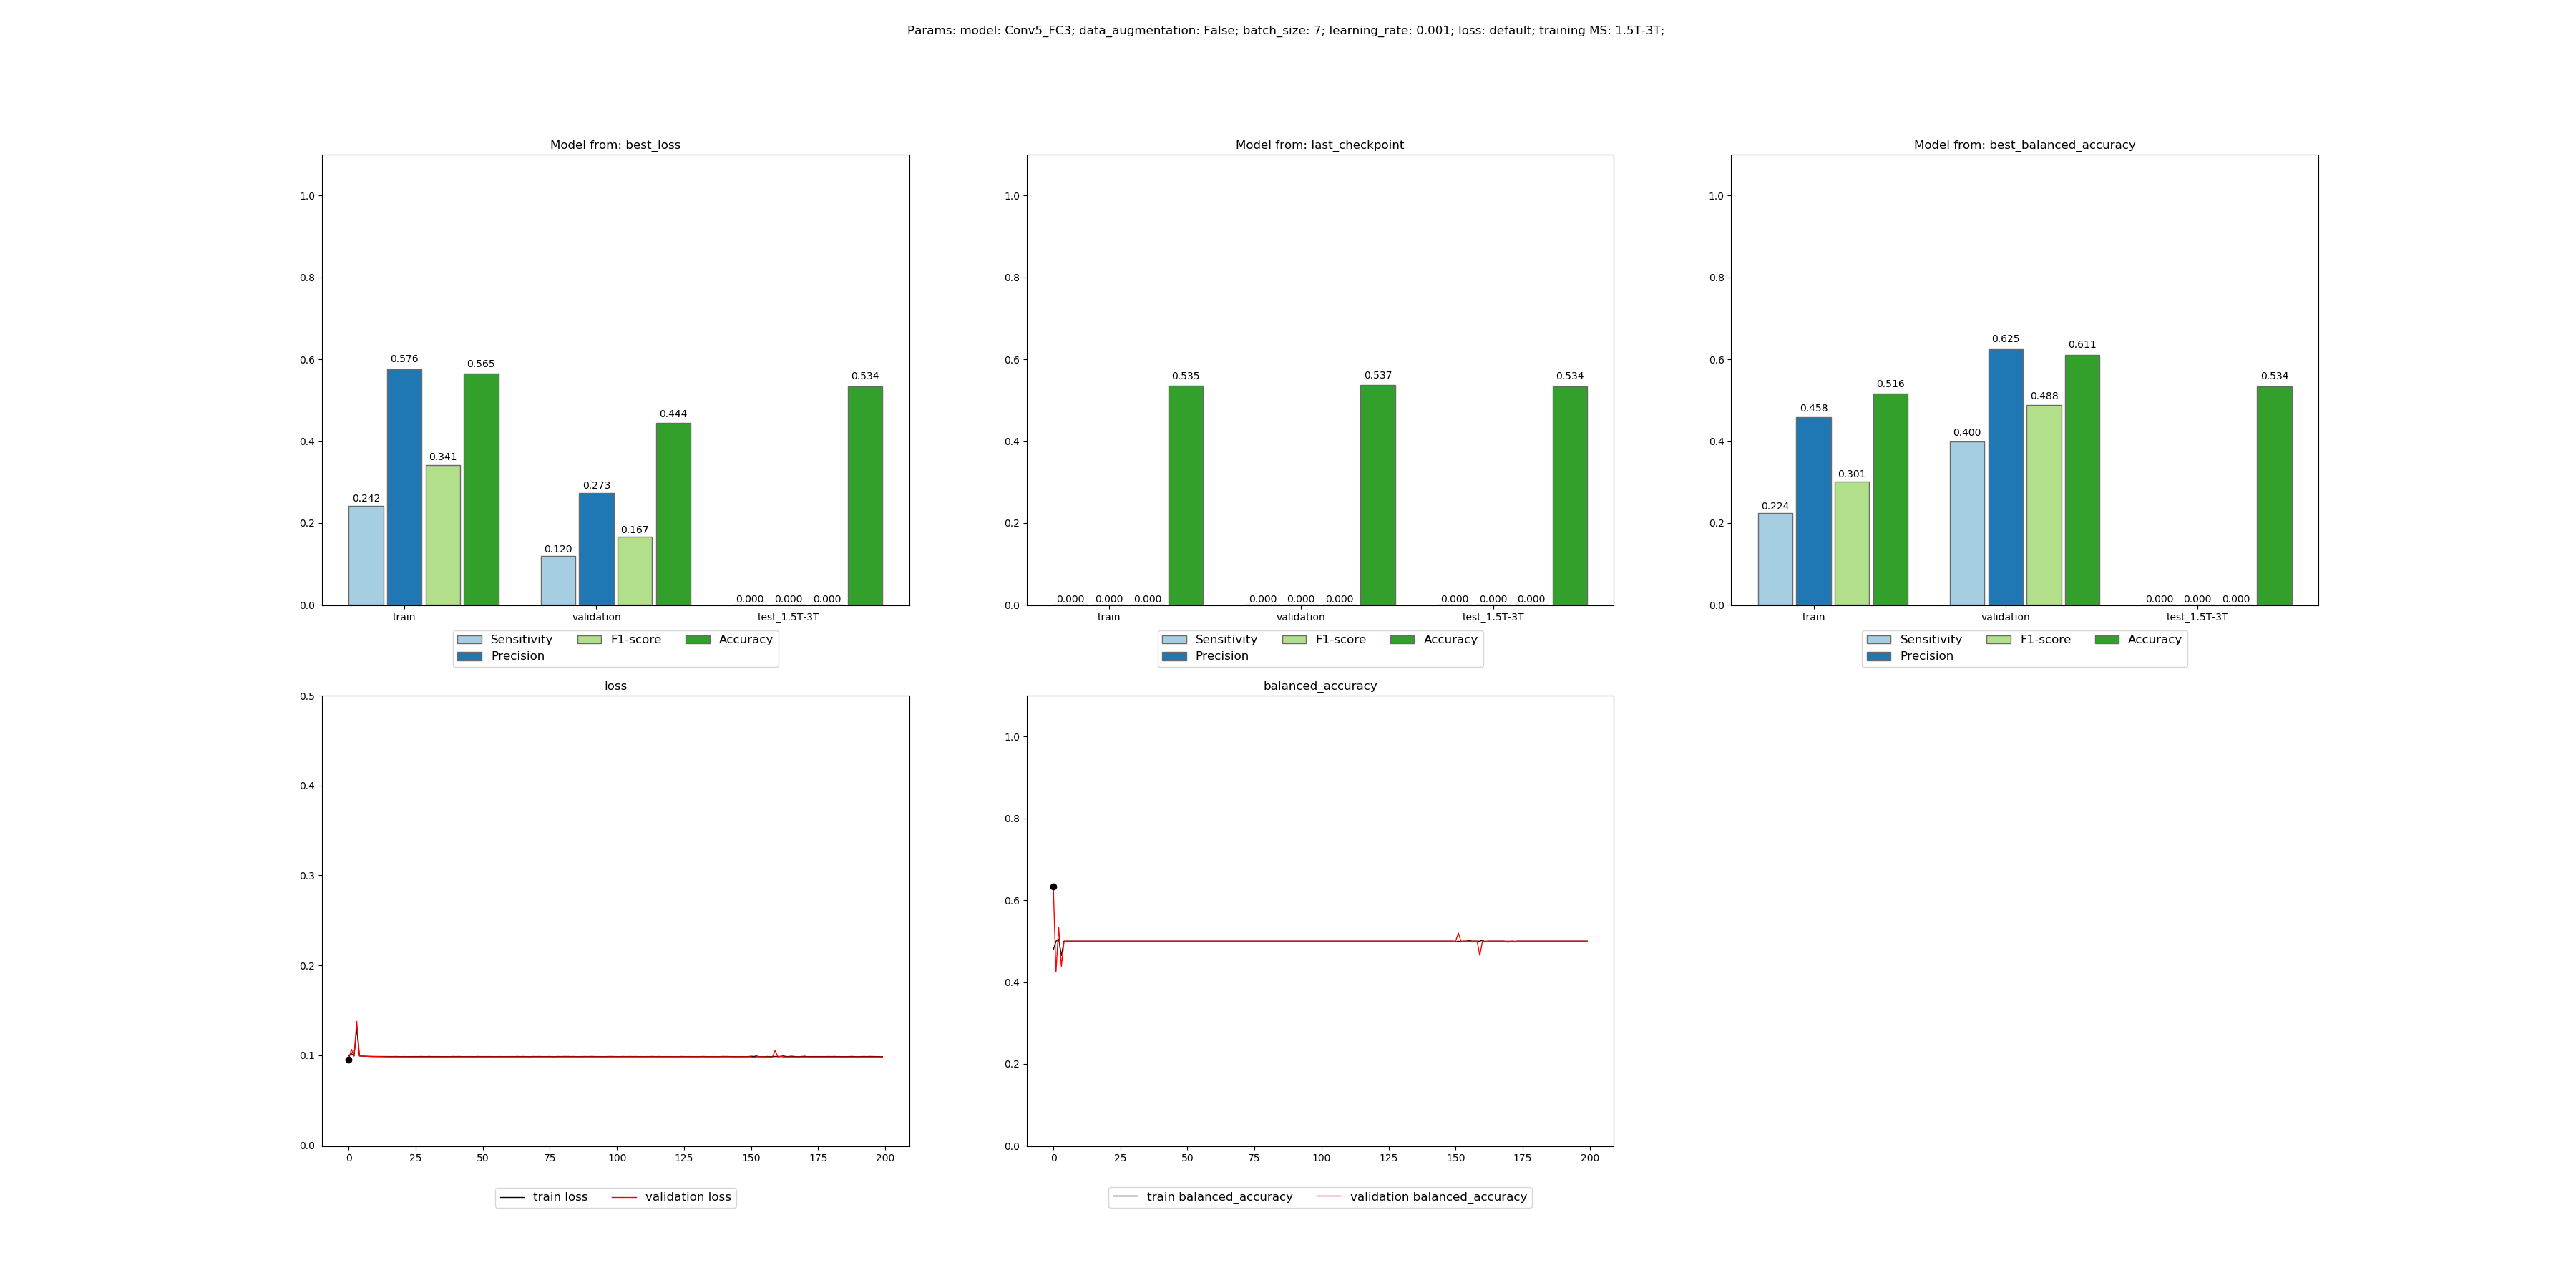 Params: model: Conv5_FC3; data_augmentation: False; batch_size: 7; learning_rate: 0.001; loss: default; training MS: 1.5T-3T;
Model from: best_loss
1.0
0.8
0.6
0.4
0.2
0.0
0.242
0.576
0.341
0.565
0.120
0.273
0.167
0.444
0.000
0.000
0.000
0.534
train
validation
test_1.5T-3T
Sensitivity
F1-score
Accuracy
Precision
Model from: last_checkpoint
1.0
0.8
0.6
0.4
0.2
0.0
0.000
0.000
0.000
0.535
0.000
0.000
0.000
0.537
0.000
0.000
0.000
0.534
train
validation
test_1.5T-3T
Sensitivity
F1-score
Accuracy
Precision
Model from: best_balanced_accuracy
1.0
0.8
0.6
0.4
0.2
0.0
0.224
0.458
0.301
0.516
0.400
0.625
0.488
0.611
0.000
0.000
0.000
0.534
train
validation
test_1.5T-3T
Sensitivity
F1-score
Accuracy
Precision
loss
0.5
0.4
0.3
0.2
0.1
0.0
0
25
50
75
100
125
150
175
200
train loss
validation loss
balanced_accuracy
1.0
0.8
0.6
0.4
0.2
0.0
0
25
50
75
100
125
150
175
200
train balanced_accuracy
validation balanced_accuracy